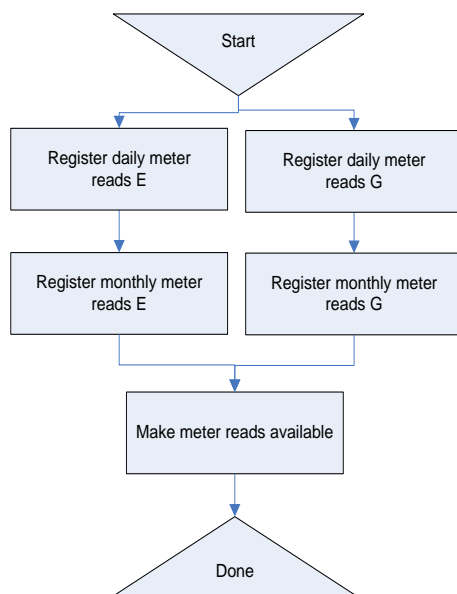 Start
Register daily meter
reads E
Register daily meter
reads G
Register monthly meter
reads E
Register monthly meter
reads G
Make meter reads available
Done